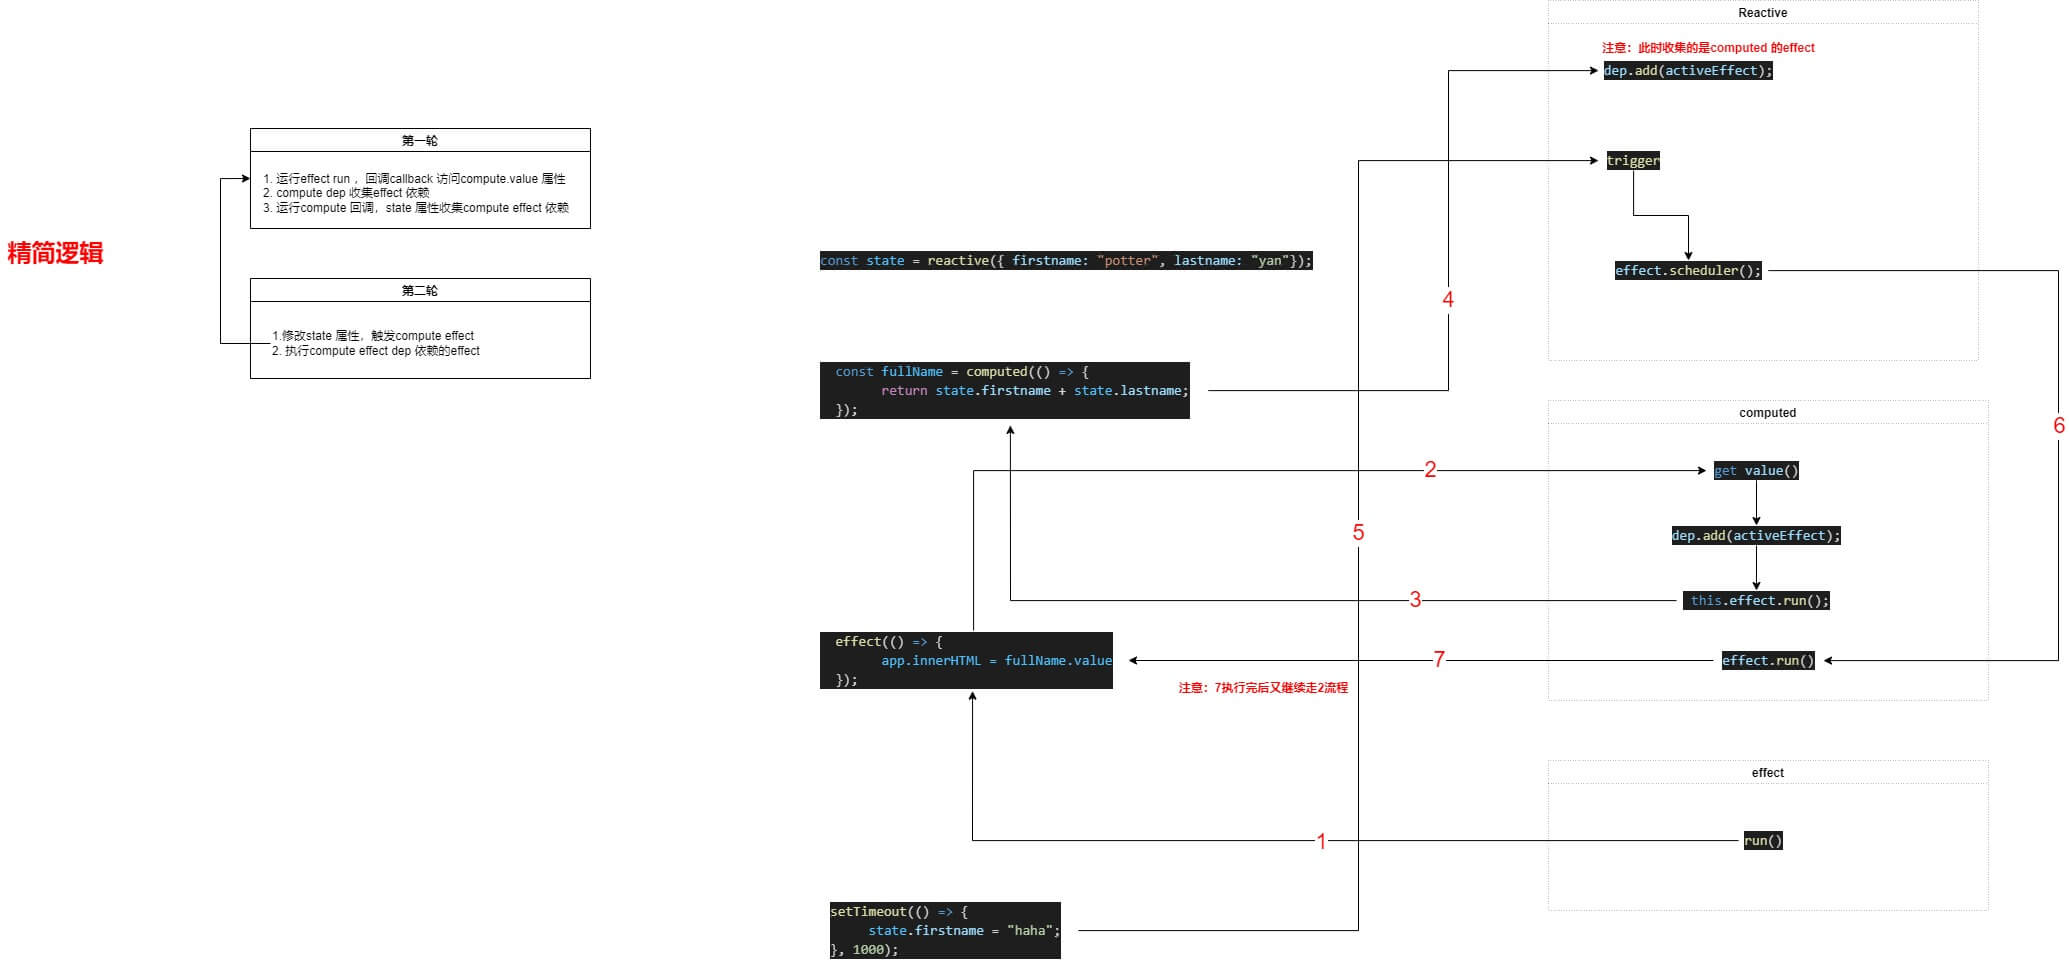 精简逻辑
第一轮
1. 运行effect run ，回调callback 访问compute.value 属性
2. compute dep 收集effect 依赖
3. 运行compute 回调，state 属性收集compute effect 依赖
第二轮
1.修改state 属性，触发compute effect
2. 执行compute effect dep 依赖的effect
const state = reactive({ firstname: "potter", lastname: "yan"});
const fullName = computed(() => {
return state.firstname + state.lastname;
});
effect(() => {
app.innerHTML = fullName.value
});
setTimeout(() => {
state.firstname = "haha";
}, 1000);
4
2
5
3
7
注意：7执行完后又继续走2流程
1
6
Reactive
注意：此时收集的是computed 的effect
dep.add(activeEffect);
trigger
effect.scheduler();
computed
get value()
dep.add(activeEffect);
this.effect.run();
effect.run()
effect
run()